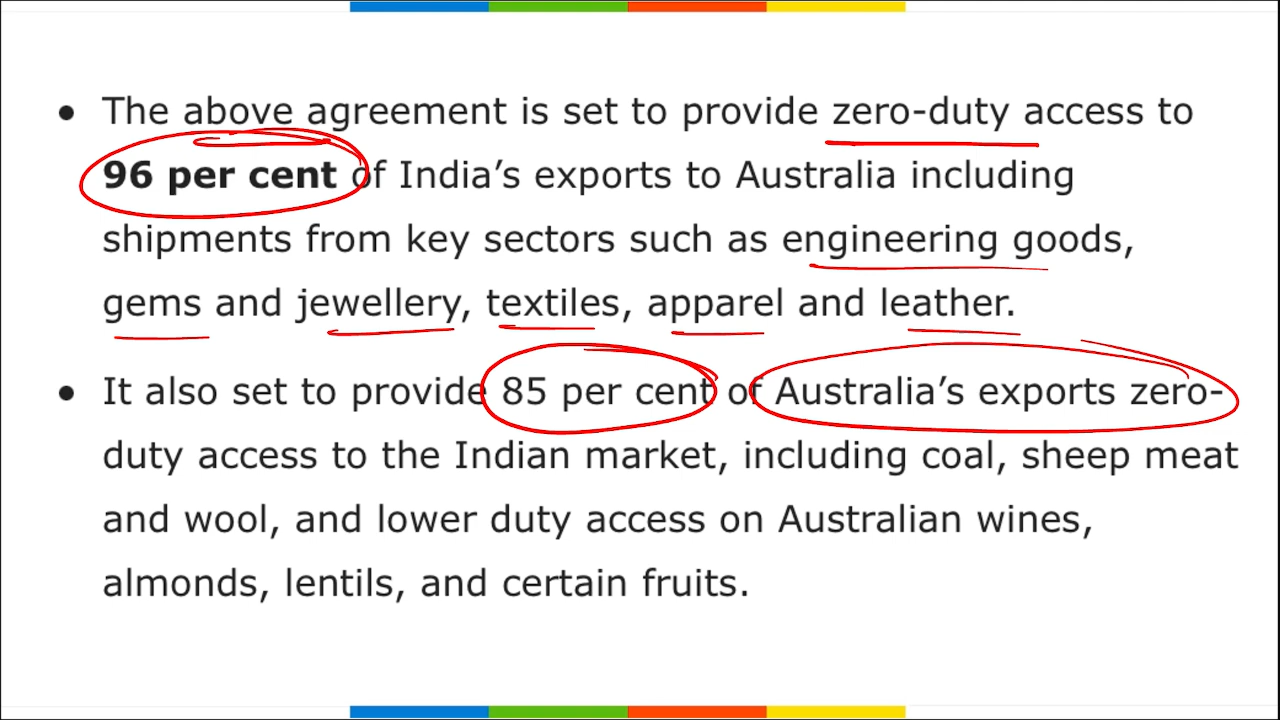 • The above agreement is set to provide zero-duty access to
96 per cent of India’s exports to Australia including
shipments from key sectors such as engineering goods,
gems and jewellery, textiles, apparel and leather.
• It also set to provide 85 per cent of Australia’s exports zero-
duty access to the Indian market, including coal, sheep meat
and wool, and lower duty access on Australian wines,
almonds, lentils, and certain fruits.